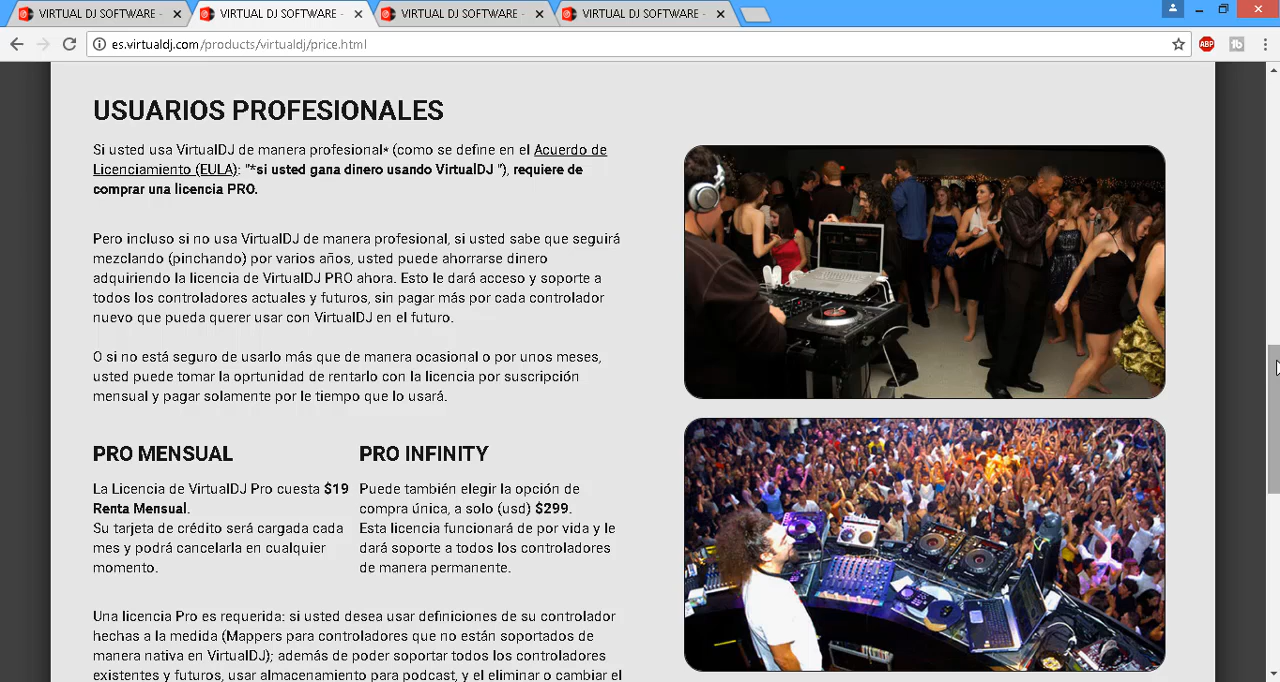 VIRTUAL DJ SOFTWARE -
VIRTUAL DJ SOFTWARE -
VIRTUAL DJ SOFTWARE -
VIRTUAL DJ SOFTWARE -
es.virtualdj.com/products/virtualdj/price.html
ABP
USUARIOS PROFESIONALES
Si usted usa VirtualDJ de manera profesional* (como se define en el Acuerdo de
Licenciamiento (EULA): "*si usted gana dinero usando VirtualDJ "), requiere de
comprar una licencia PRO.
Pero incluso si no usa VirtualDJ de manera profesional, si usted sabe que seguirá
mezclando (pinchando) por varios años, usted puede ahorrarse dinero
adquiriendo la licencia de VirtualDJ PRO ahora. Esto le dará acceso y soporte a
todos los controladores actuales y futuros, sin pagar más por cada controlador
nuevo que pueda querer usar con VirtualDJ en el futuro.
O si no está seguro de usarlo más que de manera ocasional o por unos meses,
usted puede tomar la oprtunidad de rentarlo con la licencia por suscripción
mensual y pagar solamente por le tiempo que lo usará.
PRO MENSUAL
La Licencia de VirtualDJ Pro cuesta $19
Renta Mensual.
Su tarjeta de crédito será cargada cada
mes y podrá cancelarla en cualquier
momento.
PRO INFINITY
Puede también elegir la opción de
compra única, a solo (usd) $299.
Esta licencia funcionará de por vida y le
dará soporte a todos los controladores
de manera permanente.
Una licencia Pro es requerida: si usted desea usar definiciones de su controlador
hechas a la medida (Mappers para controladores que no están soportados de
manera nativa en VirtualDJ); además de poder soportar todos los controladores
existentes y futuros, usar almacenamiento para podcast, y el eliminar o cambiar el